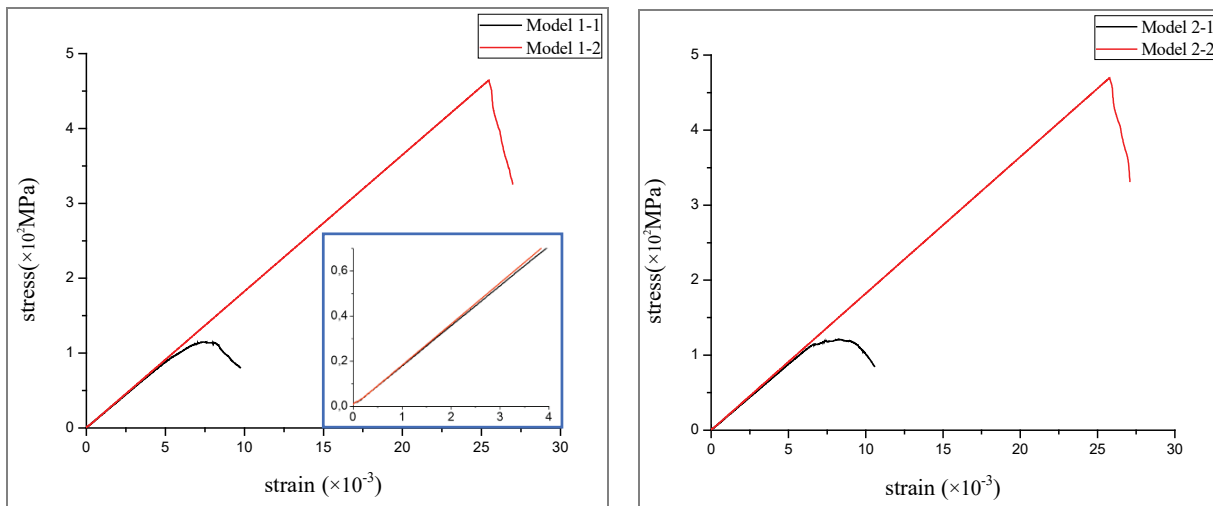 Model 1-1
Model 1-2
5
4
3
2
1
0
stress(×10²MPa)
0,6
0,4
0,2
0,0
0 1 2 3 4
0 5 10 15 20 25 30
strain (×10⁻³)
Model 2-1
Model 2-2
5
4
3
2
1
0
stress(×10²MPa)
0 5 10 15 20 25 30
strain (×10⁻³)